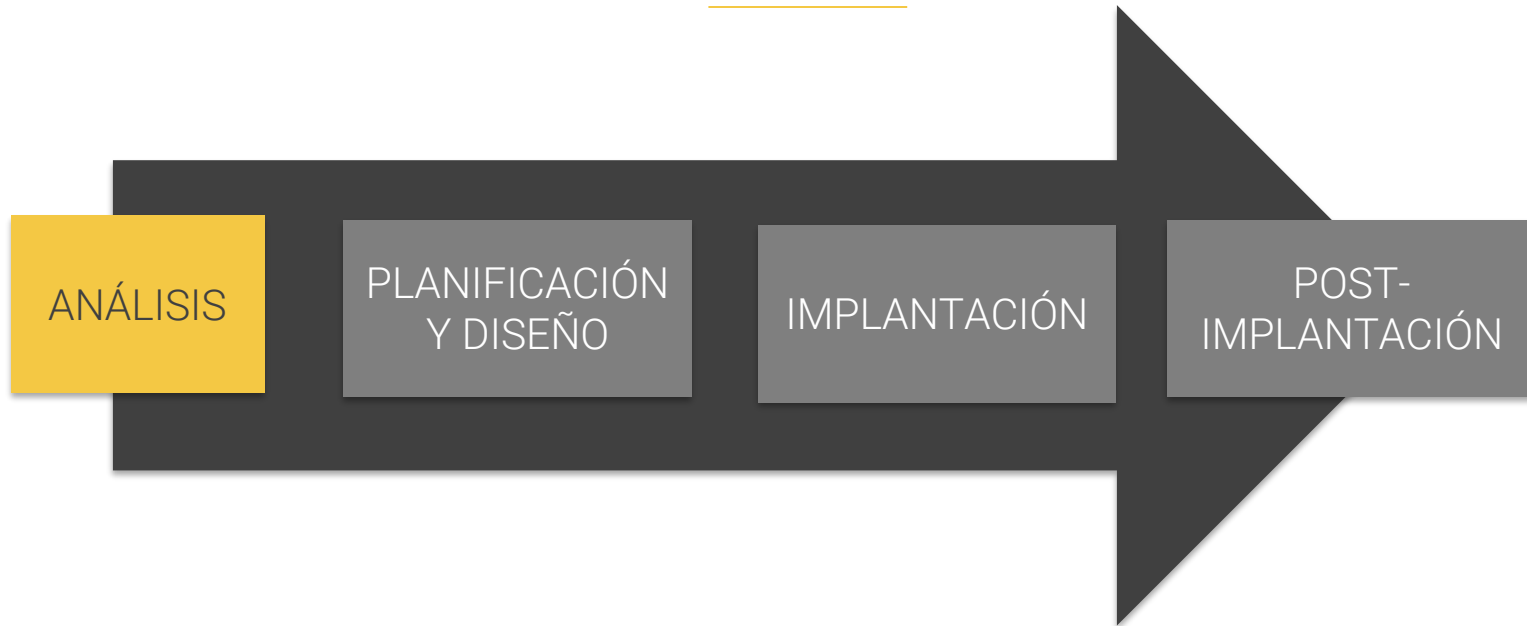 ANÁLISIS
PLANIFICACIÓN
Y DISEÑO
IMPLANTACIÓN
POST-
IMPLANTACIÓN